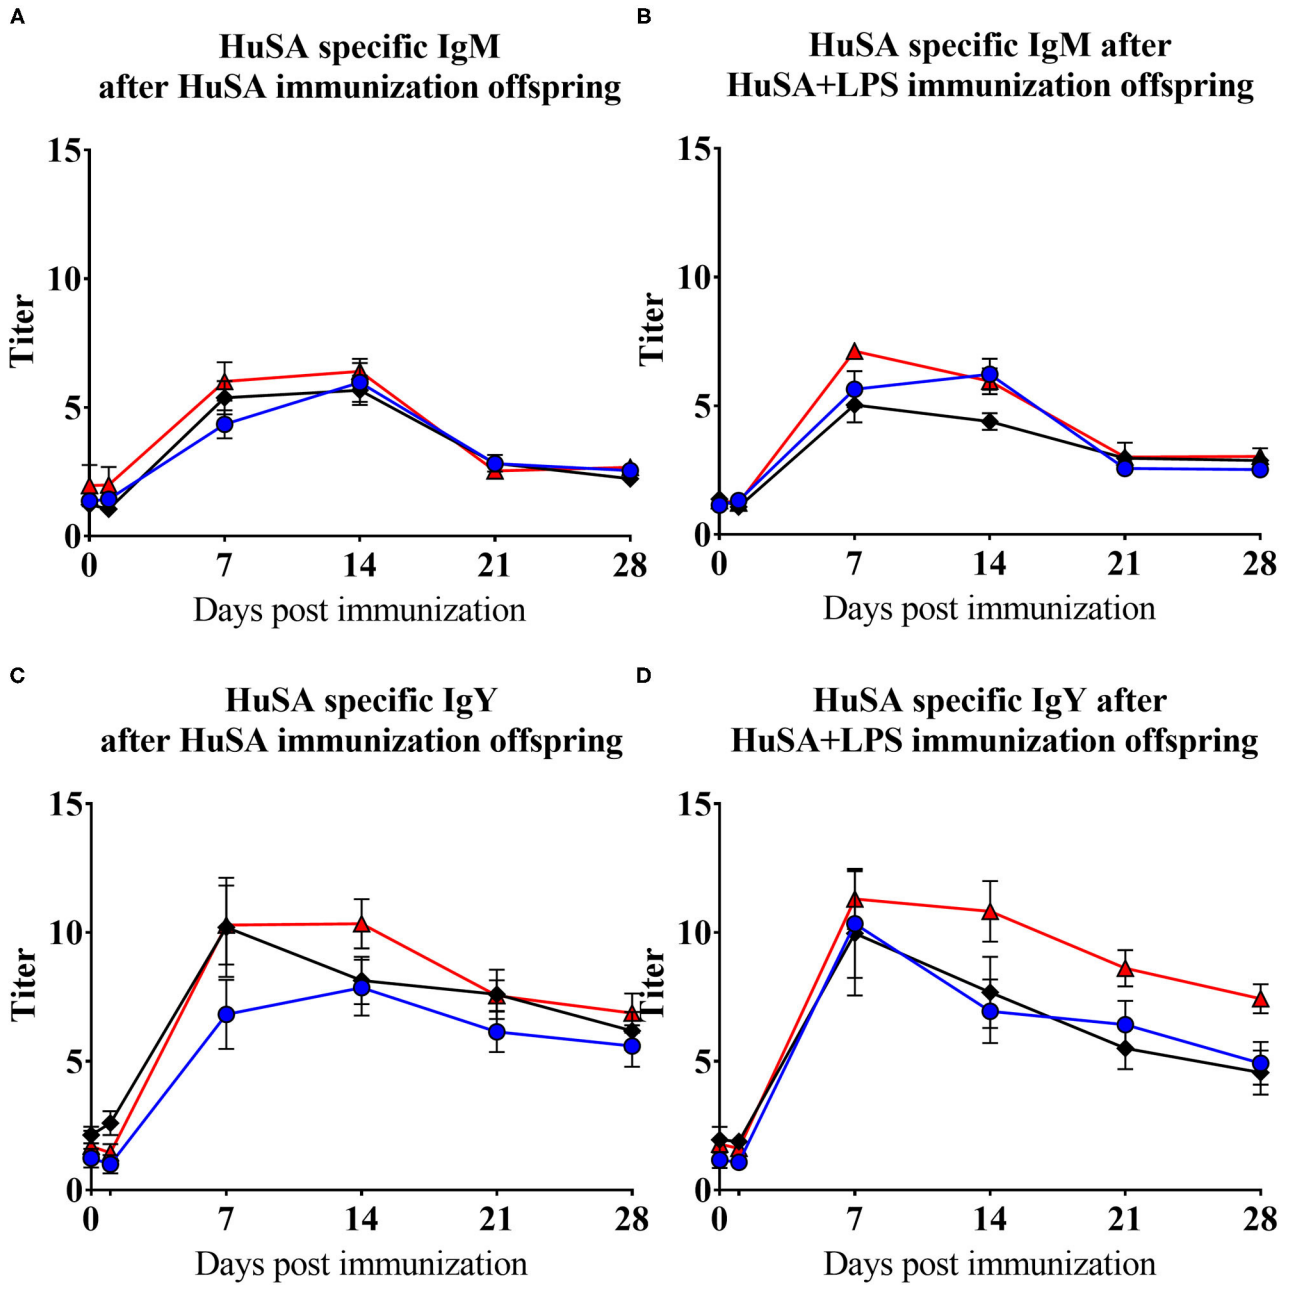 A
HuSA specific IgM
after HuSA immunization offspring
15
10
5
0
Titer
0 7 14 21 28
Days post immunization
B
HuSA specific IgM after
HuSA+LPS immunization offspring
15
10
5
0
Titer
0 7 14 21 28
Days post immunization
C
HuSA specific IgY
after HuSA immunization offspring
15
10
5
0
Titer
0 7 14 21 28
Days post immunization
D
HuSA specific IgY after
HuSA+LPS immunization offspring
15
10
5
0
Titer
0 7 14 21 28
Days post immunization